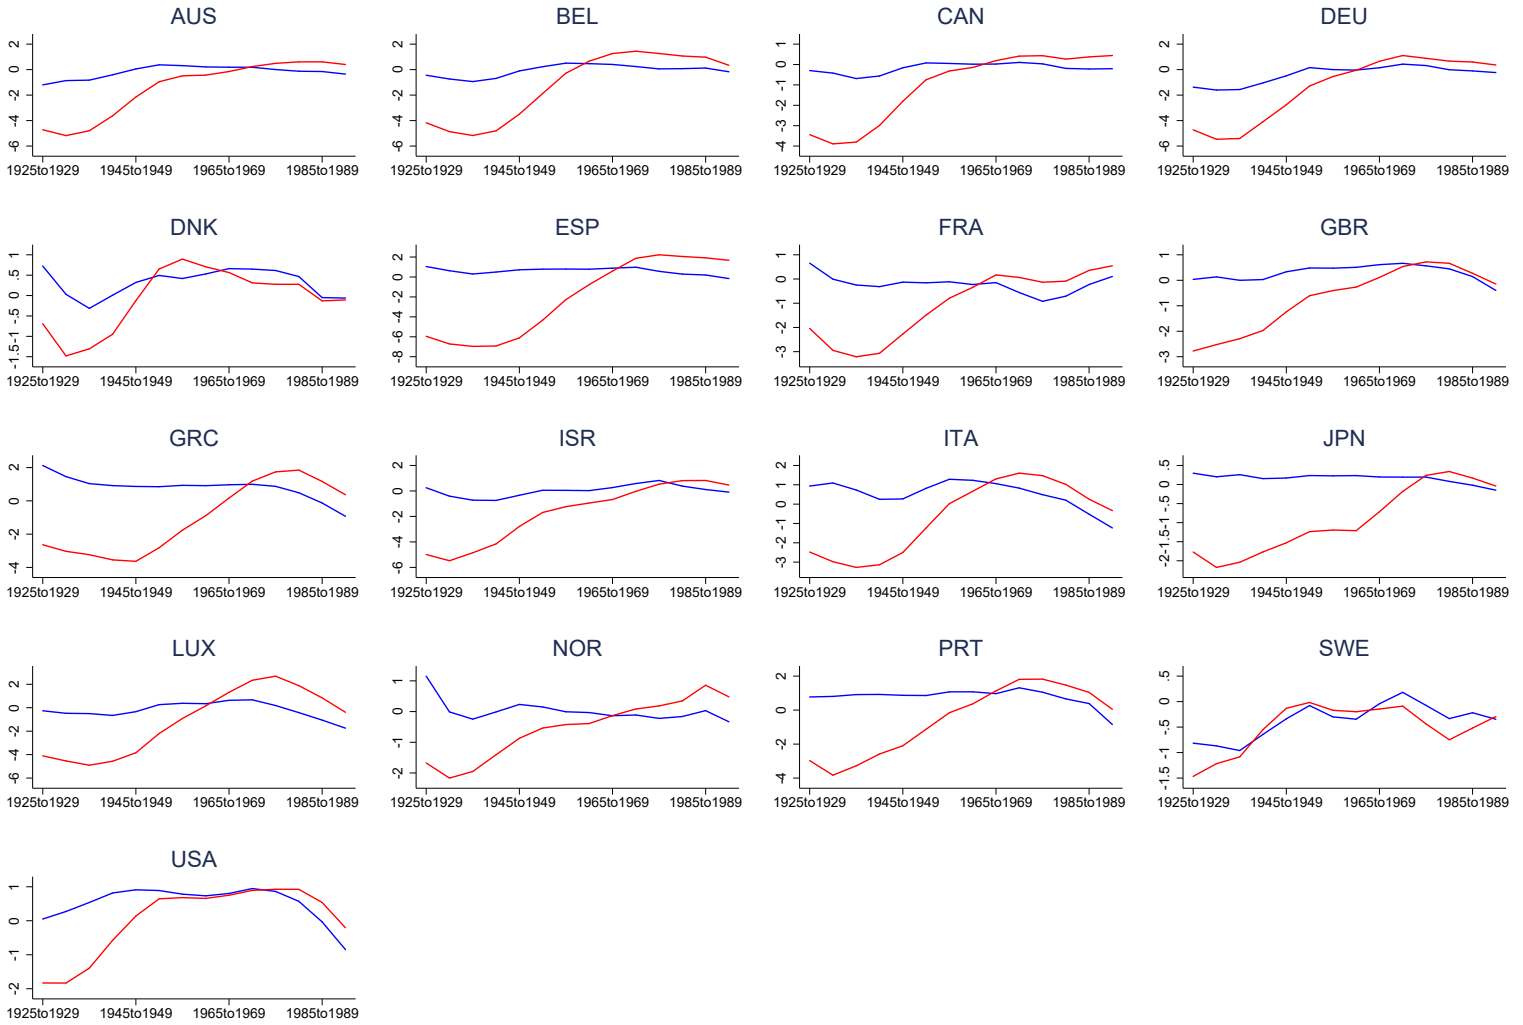 AUS BEL CAN DEU
2 0 -2 -4 -6 2 0 -2 -4 -6 1 0 -1 -2 -3 -4 2 0 -2 -4 -6
1925to1929 1945to1949 1965to1969 1985to1989 1925to1929 1945to1949 1965to1969 1985to1989 1925to1929 1945to1949 1965to1969 1985to1989 1925to1929 1945to1949 1965to1969 1985to1989
DNK ESP FRA GBR
1 .5 0 -.5 -1 -1.5 2 0 -2 -4 -6 -8 1 0 -1 -2 -3 1 0 -1 -2 -3
1925to1929 1945to1949 1965to1969 1985to1989 1925to1929 1945to1949 1965to1969 1985to1989 1925to1929 1945to1949 1965to1969 1985to1989 1925to1929 1945to1949 1965to1969 1985to1989
GRC ISR ITA JPN
2 0 -2 -4 2 0 -2 -4 -6 2 1 0 -1 -2 -3 .5 0 -.5 -1 -1.5 -2
1925to1929 1945to1949 1965to1969 1985to1989 1925to1929 1945to1949 1965to1969 1985to1989 1925to1929 1945to1949 1965to1969 1985to1989 1925to1929 1945to1949 1965to1969 1985to1989
LUX NOR PRT SWE
2 0 -2 -4 -6 1 0 -1 -2 2 0 -2 -4 .5 0 -.5 -1 -1.5
1925to1929 1945to1949 1965to1969 1985to1989 1925to1929 1945to1949 1965to1969 1985to1989 1925to1929 1945to1949 1965to1969 1985to1989 1925to1929 1945to1949 1965to1969 1985to1989
USA
1 0 -1 -2
1925to1929 1945to1949 1965to1969 1985to1989